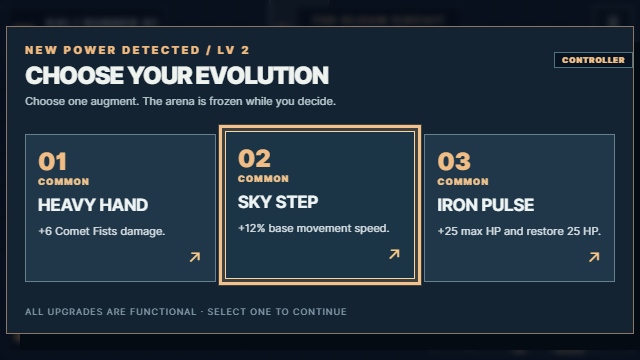 NEW POWER DETECTED / LV 2
CHOOSE YOUR EVOLUTION
Choose one augment. The arena is frozen while you decide.
CONTROLLER
01
COMMON
HEAVY HAND
+6 Comet Fists damage.
02
COMMON
SKY STEP
+12% base movement speed.
03
COMMON
IRON PULSE
+25 max HP and restore 25 HP.
ALL UPGRADES ARE FUNCTIONAL · SELECT ONE TO CONTINUE